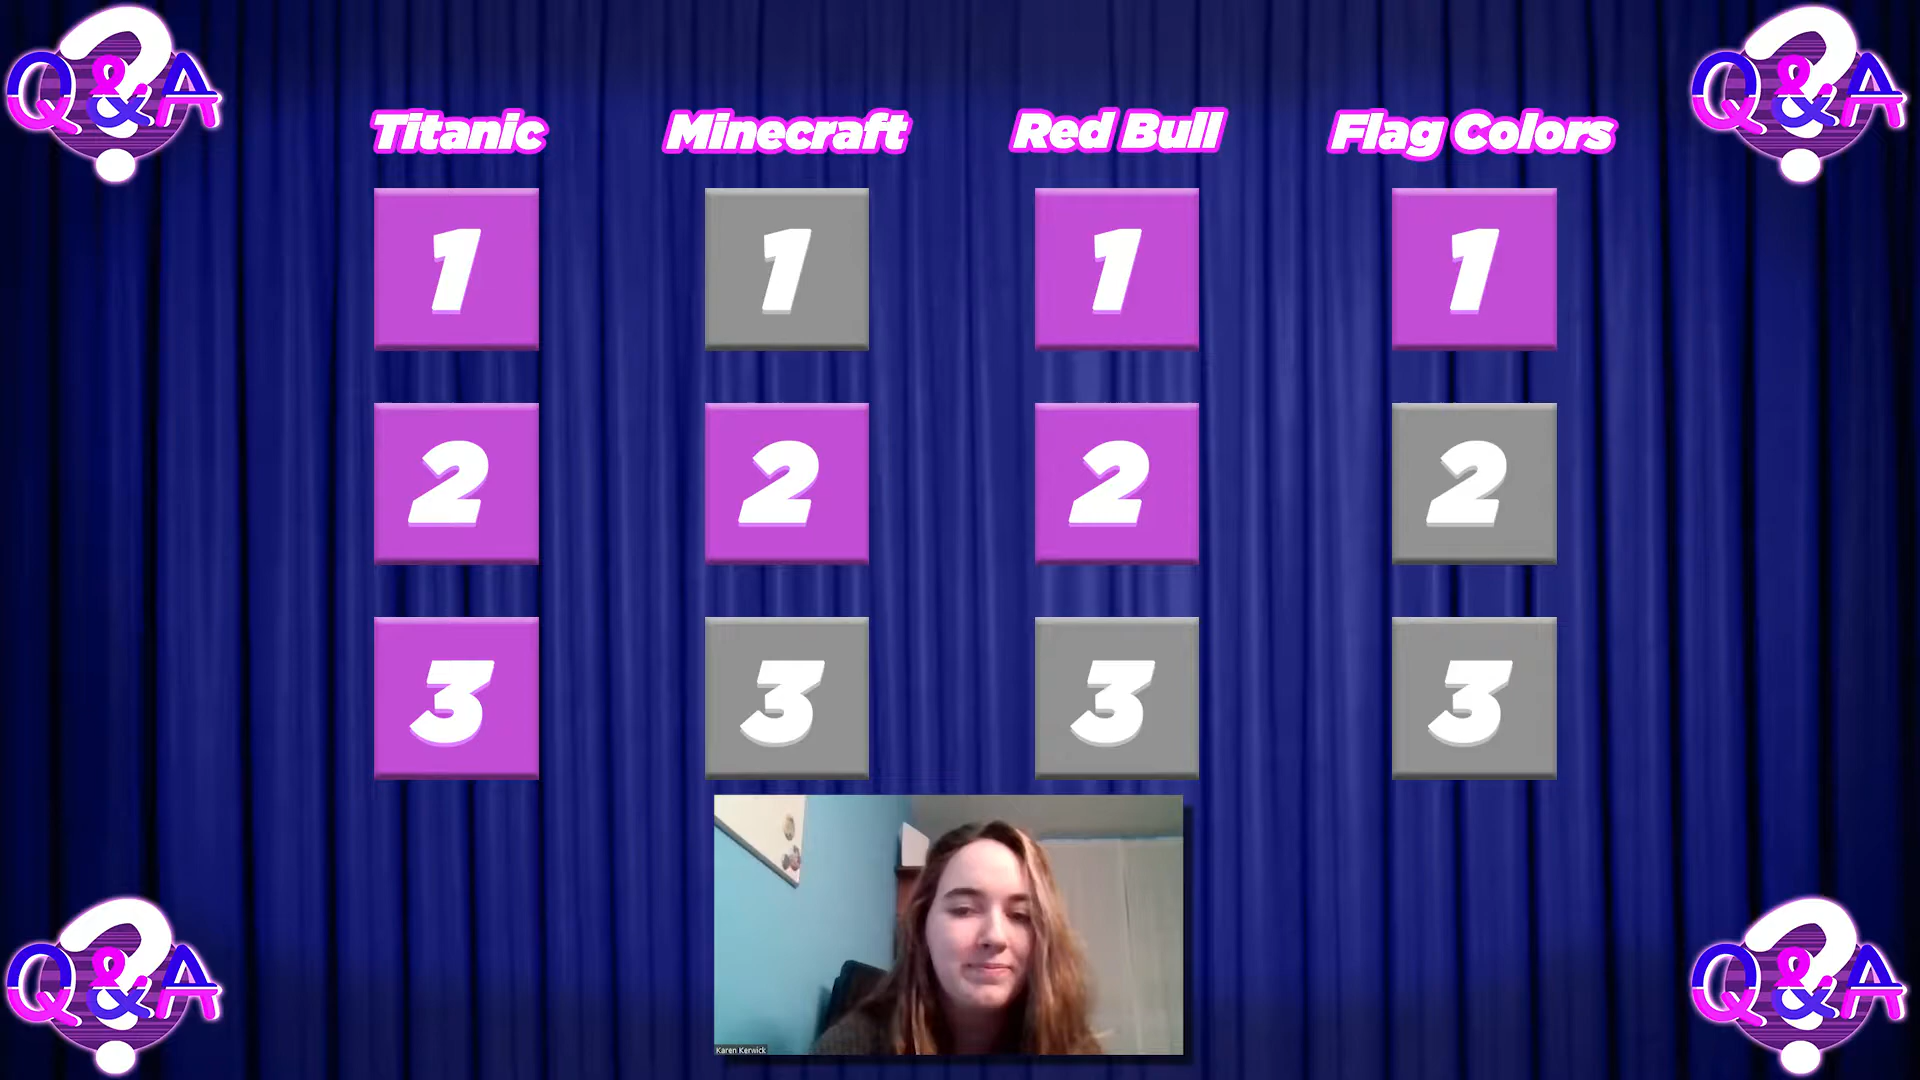 Q&A
Q&A
Titanic Minecraft Red Bull Flag Colors
1 1 1 1
2 2 2 2
3 3 3 3
Q&A
Q&A
Karen Kerwick